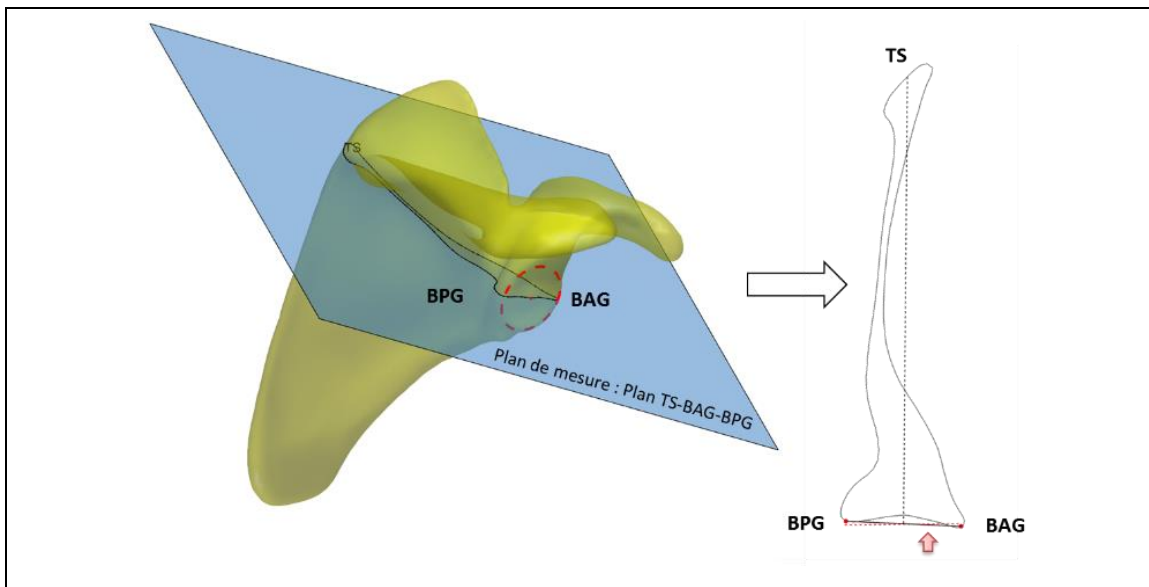 TS
TS
BPG
BAG
Plan de mesure : Plan TS-BAG-BPG
BPG
BAG